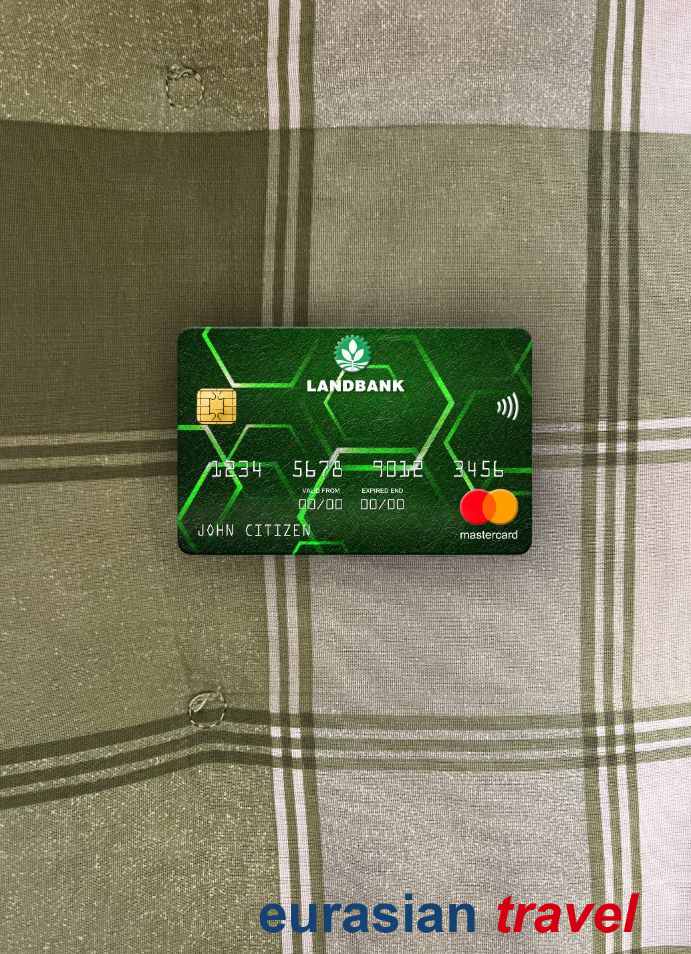 LANDBANK
1234 5678 9012 3456
VALID FROM EXPIRED END
00/00 00/00
JOHN CITIZEN
mastercard
eurasian travel